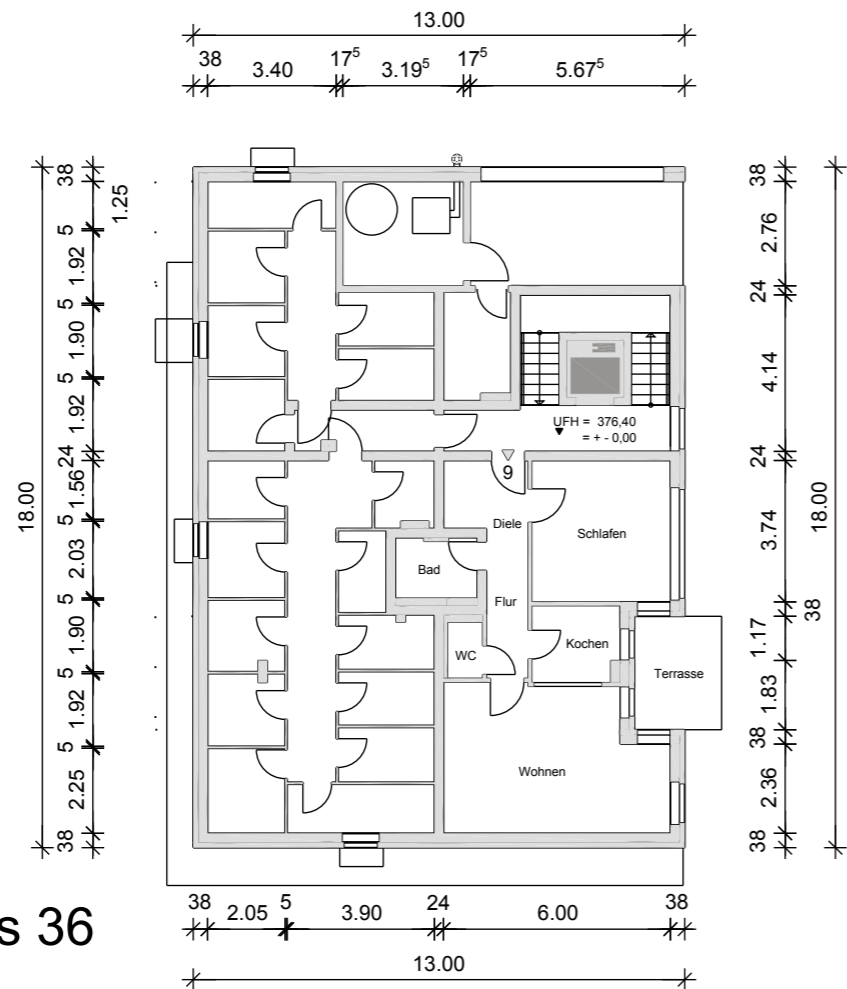 13.00
38 3.40 17⁵ 3.19⁵ 17⁵ 5.67⁵
18.00
38
1.25
5
1.92
5
1.90
5
1.92
24
1.56
5
2.03
5
1.90
5
1.92
5
2.25
38
UFH = 376,40
= + - 0,00
9
Diele
Schlafen
Bad
Flur
Kochen
WC
Terrasse
Wohnen
38
2.76
24
4.14
24
3.74
38
1.17
1.83
38
2.36
38
18.00
s 36
38 2.05 5 3.90 24 6.00 38
13.00